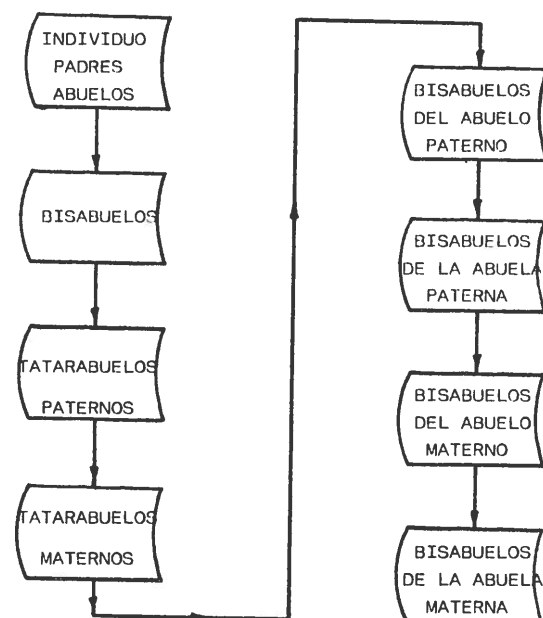 INDIVIDUO
PADRES
ABUELOS
BISABUELOS
TATARABUELOS
PATERNOS
TATARABUELOS
MATERNOS
BISABUELOS
DEL ABUELO
PATERNO
BISABUELOS
DE LA ABUELA
PATERNA
BISABUELOS
DEL ABUELO
MATERNO
BISABUELOS
DE LA ABUELA
MATERNA